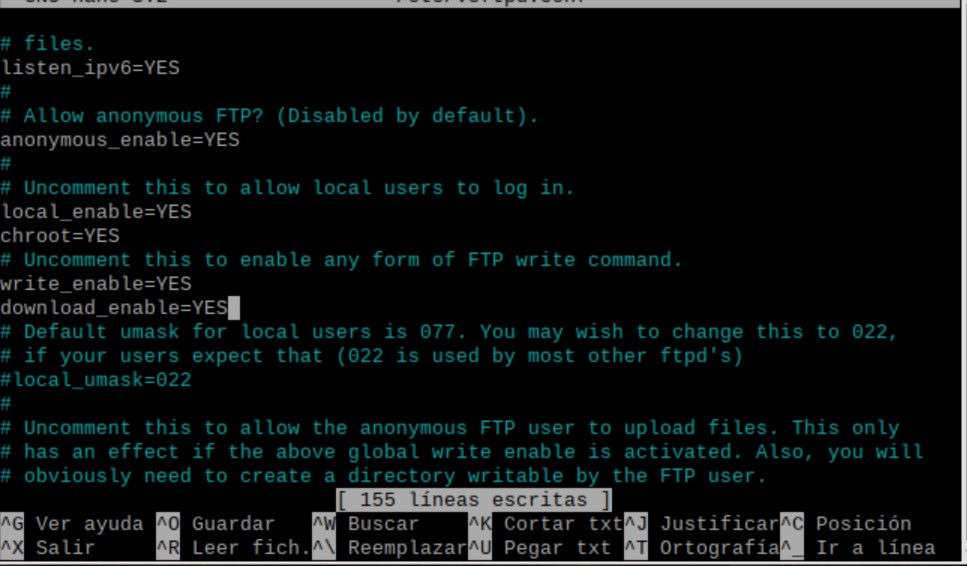 # files.
listen_ipv6=YES
#
# Allow anonymous FTP? (Disabled by default).
anonymous_enable=YES
#
# Uncomment this to allow local users to log in.
local_enable=YES
chroot=YES
# Uncomment this to enable any form of FTP write command.
write_enable=YES
download_enable=YES
# Default umask for local users is 077. You may wish to change this to 022,
# if your users expect that (022 is used by most other ftpd's)
#local_umask=022
#
# Uncomment this to allow the anonymous FTP user to upload files. This only
# has an effect if the above global write enable is activated. Also, you will
# obviously need to create a directory writable by the FTP user.
[ 155 líneas escritas ]
^G Ver ayuda ^O Guardar ^W Buscar ^K Cortar txt ^J Justificar ^C Posición
^X Salir ^R Leer fich. ^\ Reemplazar ^U Pegar txt ^T Ortografía ^_ Ir a línea